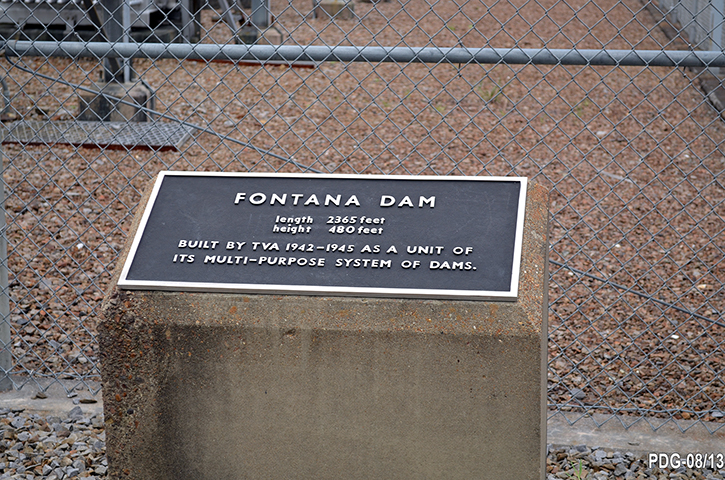 FONTANA DAM
length 2365 feet
height 480 feet
BUILT BY TVA 1942-1945 AS A UNIT OF
ITS MULTI-PURPOSE SYSTEM OF DAMS.
PDG-08/13